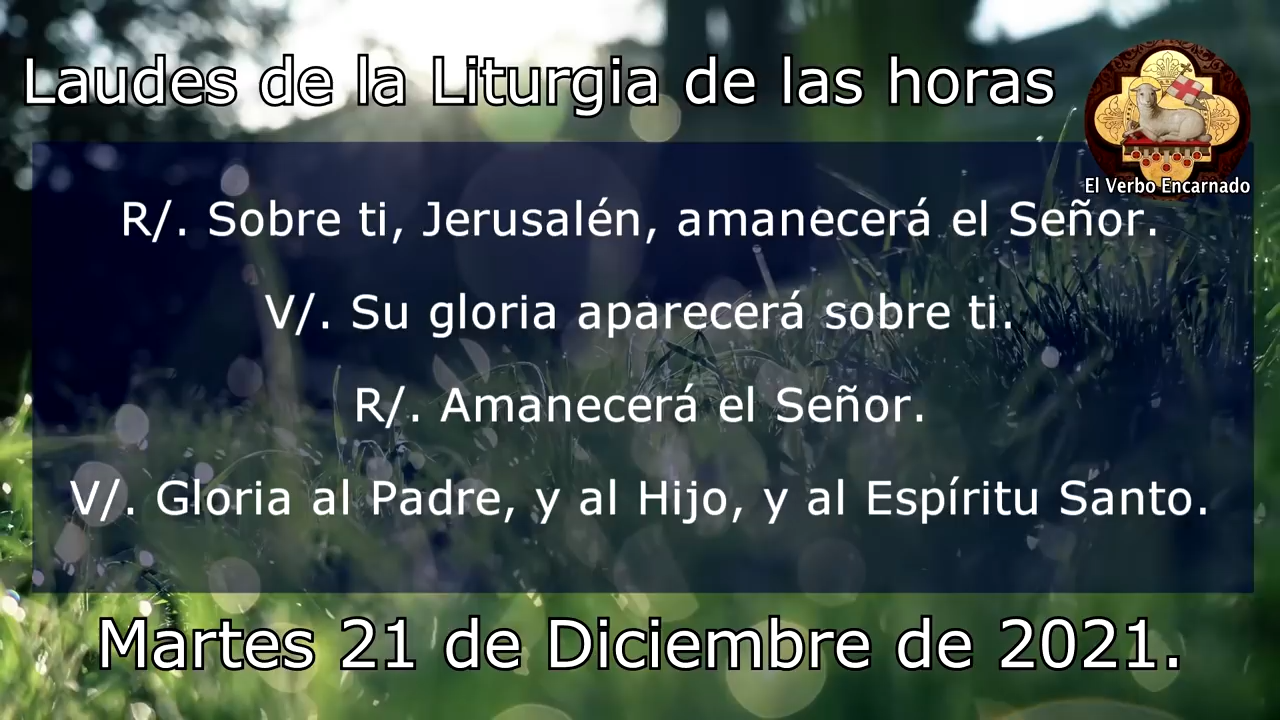 Laudes de la Liturgia de las horas
El Verbo Encarnado
R/. Sobre ti, Jerusalén, amanecerá el Señor.
V/. Su gloria aparecerá sobre ti.
R/. Amanecerá el Señor.
V/. Gloria al Padre, y al Hijo, y al Espíritu Santo.
Martes 21 de Diciembre de 2021.